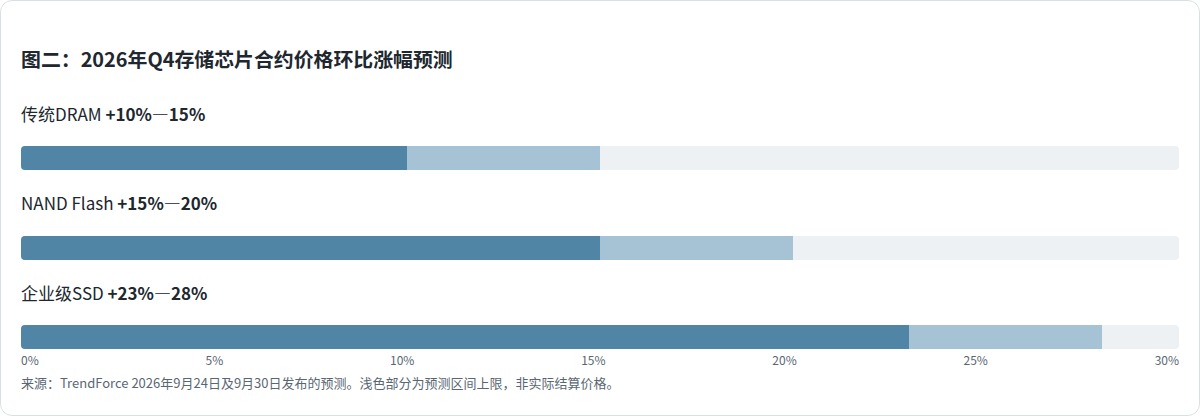 图二：2026年Q4存储芯片合约价格环比涨幅预测
传统DRAM +10%—15%
NAND Flash +15%—20%
企业级SSD +23%—28%
0% 5% 10% 15% 20% 25% 30%
来源：TrendForce 2026年9月24日及9月30日发布的预测。浅色部分为预测区间上限，非实际结算价格。